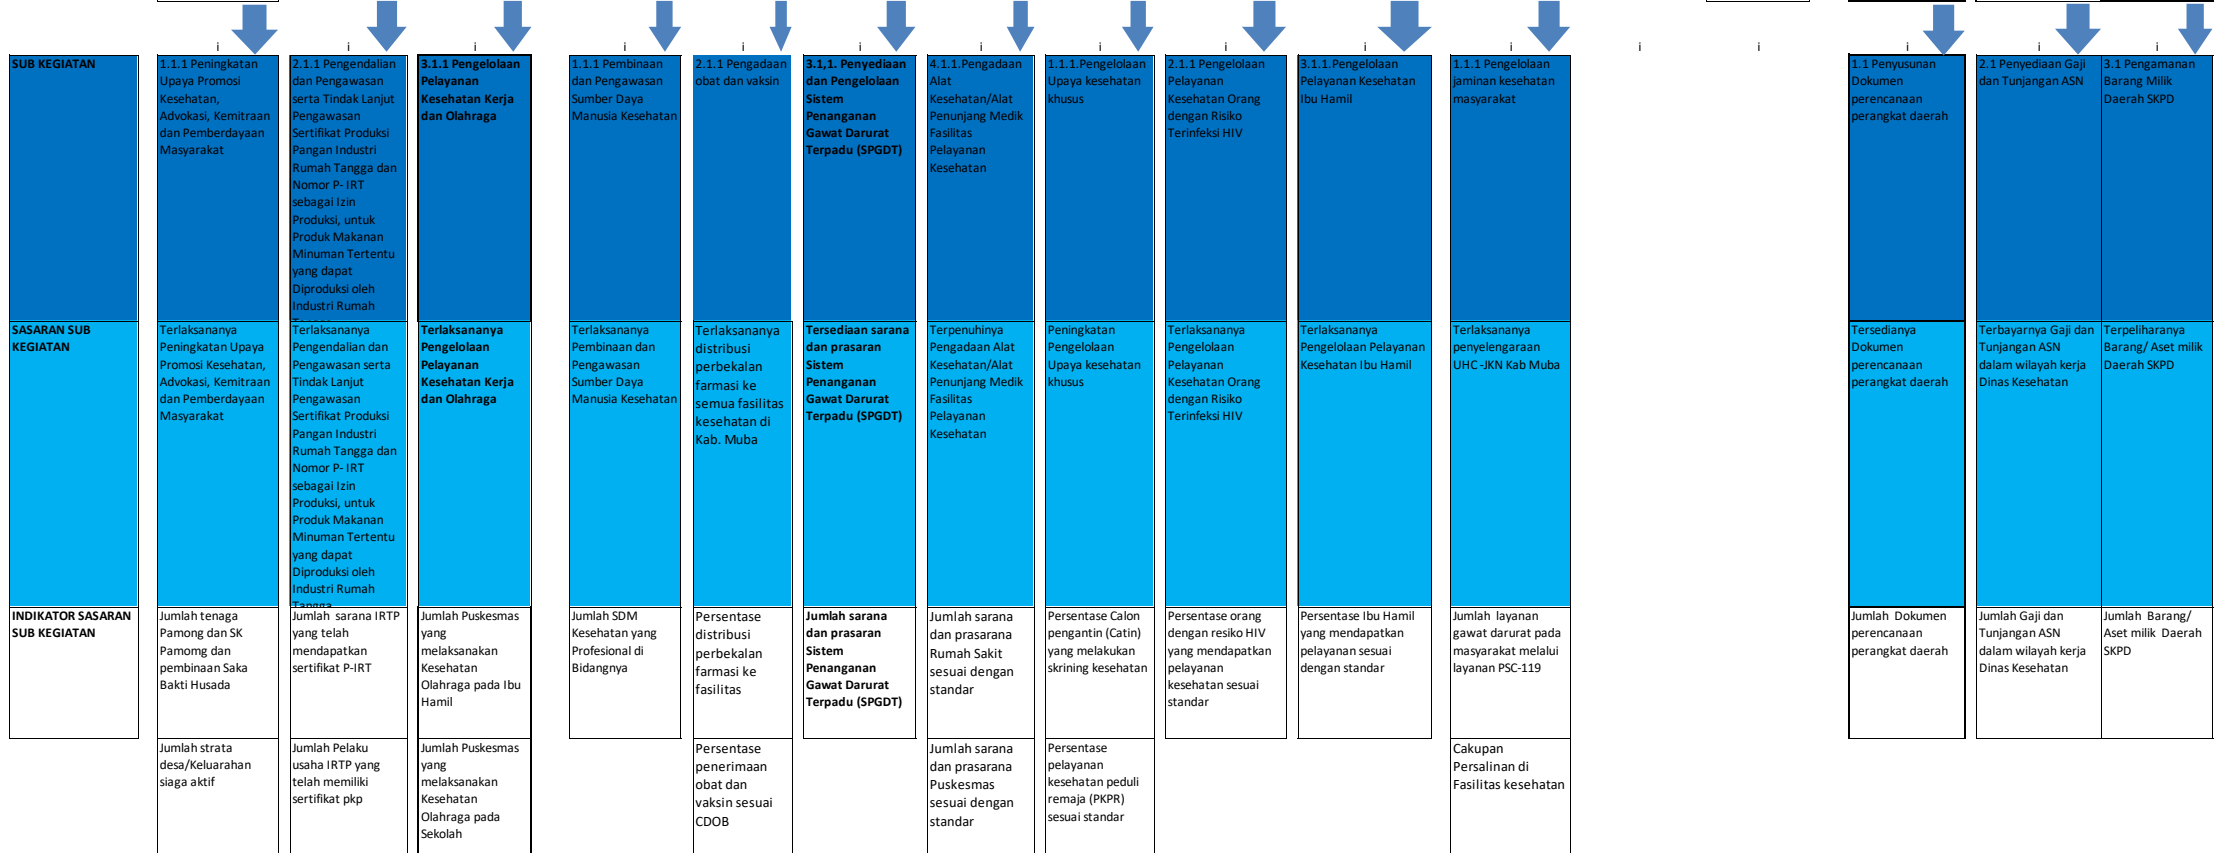 SUB KEGIATAN
1.1.1 Peningkatan
Upaya Promosi
Kesehatan,
Advokasi, Kemitraan
dan Pemberdayaan
Masyarakat
2.1.1 Pengendalian
dan Pengawasan
serta Tindak Lanjut
Pengawasan
Sertifikat Produksi
Pangan Industri
Rumah Tangga dan
Nomor P- IRT
sebagai Izin
Produksi, untuk
Produk Makanan
Minuman Tertentu
yang dapat
Diproduksi oleh
Industri Rumah
3.1.1 Pengelolaan
Pelayanan
Kesehatan Kerja
dan Olahraga
1.1.1 Pembinaan
dan Pengawasan
Sumber Daya
Manusia Kesehatan
2.1.1 Pengadaan
obat dan vaksin
3.1,1. Penyediaan
dan Pengelolaan
Sistem
Penanganan
Gawat Darurat
Terpadu (SPGDT)
4.1.1.Pengadaan
Alat
Kesehatan/Alat
Penunjang Medik
Fasilitas
Pelayanan
Kesehatan
1.1.1.Pengelolaan
Upaya kesehatan
khusus
2.1.1 Pengelolaan
Pelayanan
Kesehatan Orang
dengan Risiko
Terinfeksi HIV
3.1.1.Pengelolaan
Pelayanan Kesehatan
Ibu Hamil
1.1.1 Pengelolaan
jaminan kesehatan
masyarakat
1.1 Penyusunan
Dokumen
perencanaan
perangkat daerah
2.1 Penyediaan Gaji
dan Tunjangan ASN
3.1 Pengamanan
Barang Milik
Daerah SKPD
SASARAN SUB
KEGIATAN
Terlaksananya
Peningkatan Upaya
Promosi Kesehatan,
Advokasi, Kemitraan
dan Pemberdayaan
Masyarakat
Terlaksananya
Pengendalian dan
Pengawasan serta
Tindak Lanjut
Pengawasan
Sertifikat Produksi
Pangan Industri
Rumah Tangga dan
Nomor P- IRT
sebagai Izin
Produksi, untuk
Produk Makanan
Minuman Tertentu
yang dapat
Diproduksi oleh
Industri Rumah
Tangga
Terlaksananya
Pengelolaan
Pelayanan
Kesehatan Kerja
dan Olahraga
Terlaksananya
Pembinaan dan
Pengawasan
Sumber Daya
Manusia Kesehatan
Terlaksananya
distribusi
perbekalan
farmasi ke
semua fasilitas
kesehatan di
Kab. Muba
Tersediaan sarana
dan prasaran
Sistem
Penanganan
Gawat Darurat
Terpadu (SPGDT)
Terpenuhinya
Pengadaan Alat
Kesehatan/Alat
Penunjang Medik
Fasilitas
Pelayanan
Kesehatan
Peningkatan
Pengelolaan
Upaya kesehatan
khusus
Terlaksananya
Pengelolaan
Pelayanan
Kesehatan Orang
dengan Risiko
Terinfeksi HIV
Terlaksananya
Pengelolaan Pelayanan
Kesehatan Ibu Hamil
Terlaksananya
penyelengaraan
UHC -JKN Kab Muba
Tersedianya
Dokumen
perencanaan
perangkat daerah
Terbayarnya Gaji dan
Tunjangan ASN
dalam wilayah kerja
Dinas Kesehatan
Terpeliharanya
Barang/ Aset milik
Daerah SKPD
INDIKATOR SASARAN
SUB KEGIATAN
Jumlah tenaga
Pamong dan SK
Pamomg dan
pembinaan Saka
Bakti Husada
Jumlah sarana IRTP
yang telah
mendapatkan
sertifikat P-IRT
Jumlah Puskesmas
yang
melaksanakan
Kesehatan
Olahraga pada Ibu
Hamil
Jumlah SDM
Kesehatan yang
Profesional di
Bidangnya
Persentase
distribusi
perbekalan
farmasi ke
fasilitas
Jumlah sarana
dan prasaran
Sistem
Penanganan
Gawat Darurat
Terpadu (SPGDT)
Jumlah sarana
dan prasarana
Rumah Sakit
sesuai dengan
standar
Persentase Calon
pengantin (Catin)
yang melakukan
skrining kesehatan
Persentase orang
dengan resiko HIV
yang mendapatkan
pelayanan
kesehatan sesuai
standar
Persentase Ibu Hamil
yang mendapatkan
pelayanan sesuai
dengan standar
Jumlah layanan
gawat darurat pada
masyarakat melalui
layanan PSC-119
Jumlah Dokumen
perencanaan
perangkat daerah
Jumlah Gaji dan
Tunjangan ASN
dalam wilayah kerja
Dinas Kesehatan
Jumlah Barang/
Aset milik Daerah
SKPD
Jumlah strata
desa/Keluarahan
siaga aktif
Jumlah Pelaku
usaha IRTP yang
telah memiliki
sertifikat pkp
Jumlah Puskesmas
yang
melaksanakan
Kesehatan
Olahraga pada
Sekolah
Persentase
penerimaan
obat dan
vaksin sesuai
CDOB
Jumlah sarana
dan prasarana
Puskesmas
sesuai dengan
standar
Persentase
pelayanan
kesehatan peduli
remaja (PKPR)
sesuai standar
Cakupan
Persalinan di
Fasilitas kesehatan